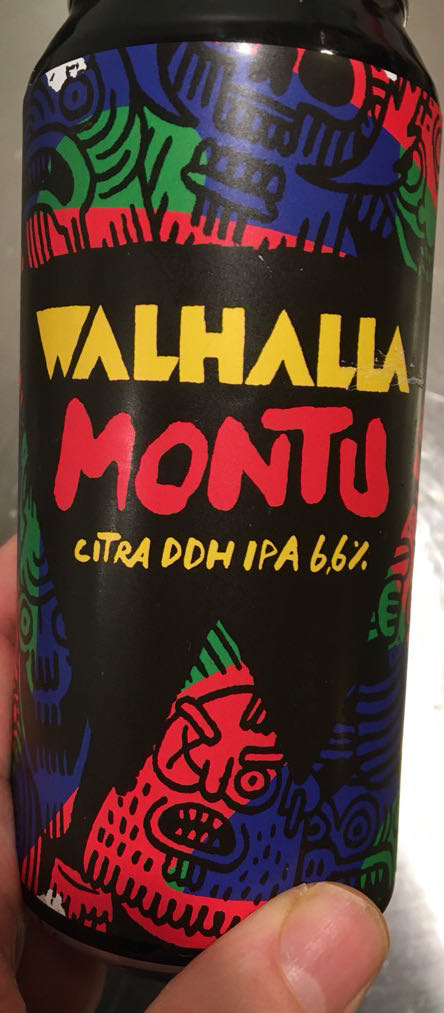 WALHALLA
MONTU
CITRA DDH IPA 6,6%